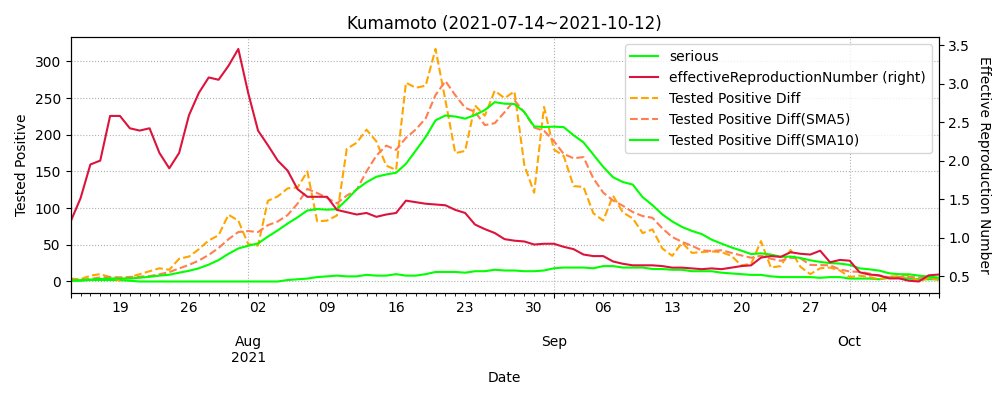 Kumamoto (2021-07-14~2021-10-12)
serious
effectiveReproductionNumber (right)
Tested Positive Diff
Tested Positive Diff(SMA5)
Tested Positive Diff(SMA10)
Tested Positive
300
250
200
150
100
50
0
3.5
3.0
2.5
2.0
1.5
1.0
0.5
Effective Reproduction Number
19 26 02 09 16 23 30 06 13 20 27 04
Aug Sep Oct
2021
Date